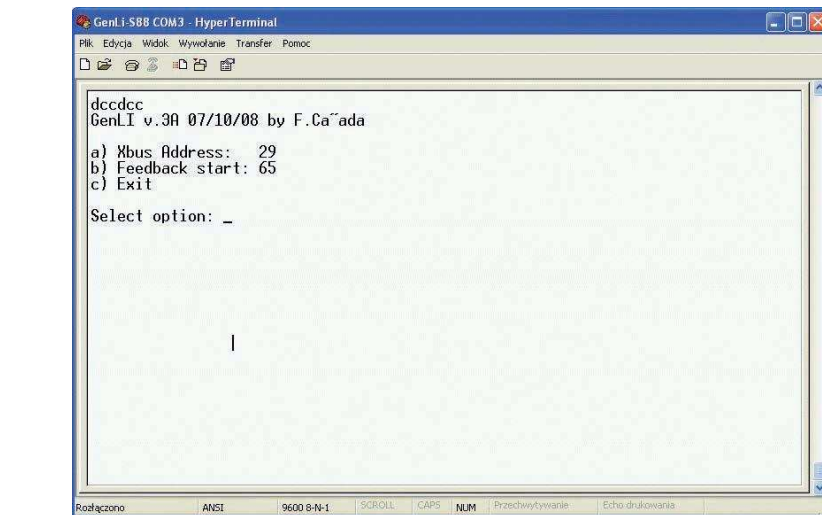 GenLi-S88 COM3 - HyperTerminal
Plik Edycja Widok Wywołanie Transfer Pomoc
dccdcc
GenLI v.3A 07/10/08 by F.Ca~ada
a) Xbus Address: 29
b) Feedback start: 65
c) Exit
Select option: _
Rozłączono ANSI 9600 8-N-1 SCROLL CAPS NUM Przechwytywanie Echo drukowania